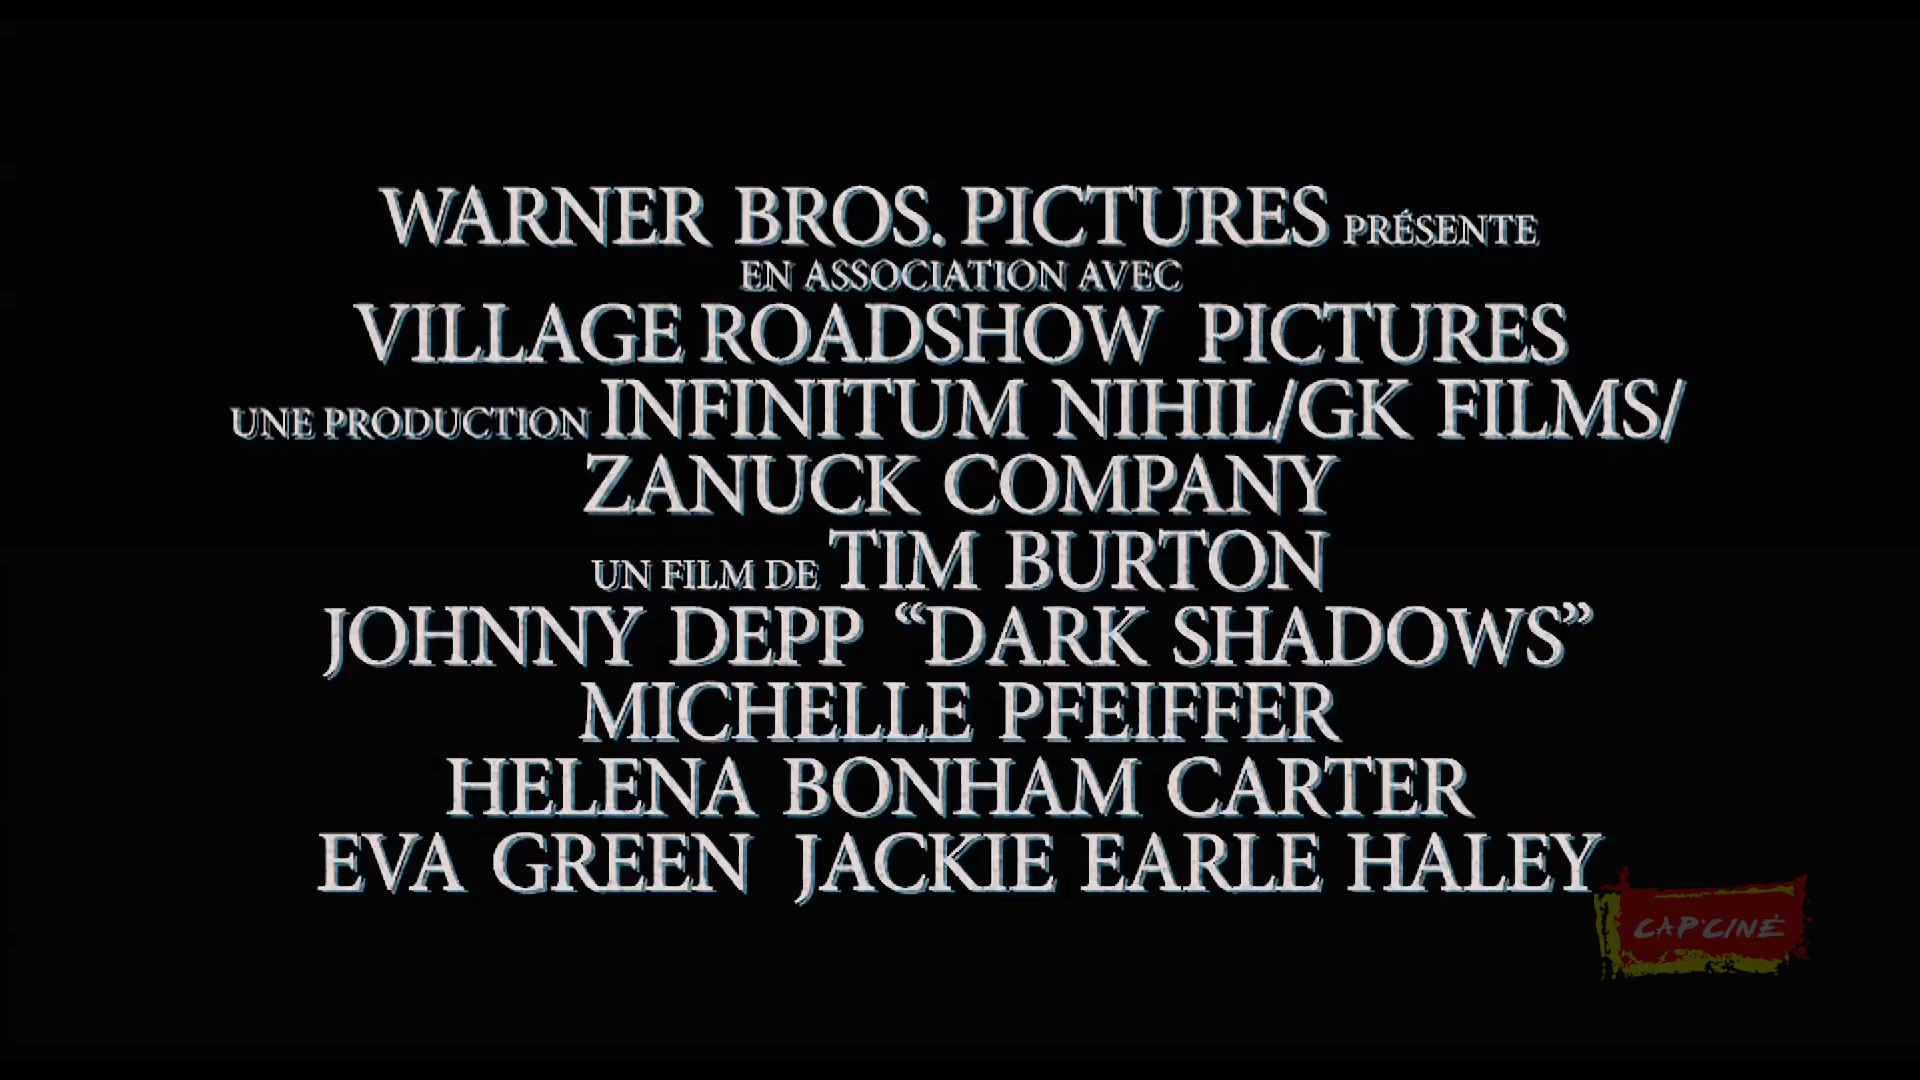 WARNER BROS. PICTURES PRÉSENTE
EN ASSOCIATION AVEC
VILLAGE ROADSHOW PICTURES
UNE PRODUCTION INFINITUM NIHIL/GK FILMS/
ZANUCK COMPANY
UN FILM DE TIM BURTON
JOHNNY DEPP “DARK SHADOWS”
MICHELLE PFEIFFER
HELENA BONHAM CARTER
EVA GREEN JACKIE EARLE HALEY
CAP'CINÉ